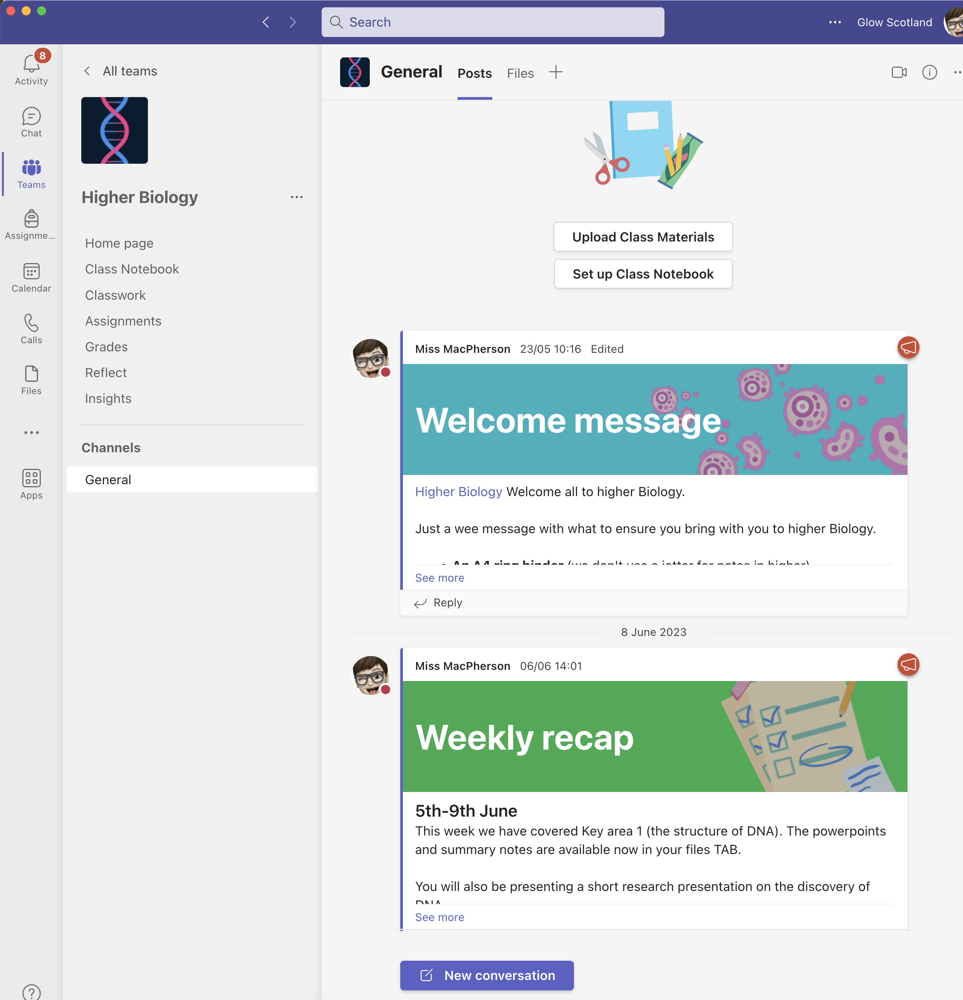 Search
Glow Scotland
8
Activity
Chat
Teams
Assignme...
Calendar
Calls
Files
Apps
All teams
Higher Biology
Home page
Class Notebook
Classwork
Assignments
Grades
Reflect
Insights
Channels
General
General Posts Files
Upload Class Materials
Set up Class Notebook
Miss MacPherson 23/05 10:16 Edited
Welcome message
Higher Biology Welcome all to higher Biology.
Just a wee message with what to ensure you bring with you to higher Biology.
• An A4 ring binder (we don't use a jotter for notes in higher)
See more
Reply
8 June 2023
Miss MacPherson 06/06 14:01
Weekly recap
5th-9th June
This week we have covered Key area 1 (the structure of DNA). The powerpoints
and summary notes are available now in your files TAB.
You will also be presenting a short research presentation on the discovery of
DNA
See more
New conversation